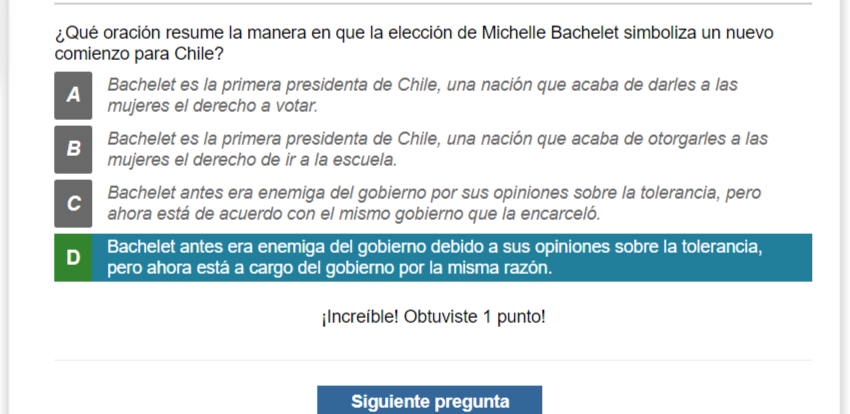 ¿Qué oración resume la manera en que la elección de Michelle Bachelet simboliza un nuevo
comienzo para Chile?
A
Bachelet es la primera presidenta de Chile, una nación que acaba de darles a las
mujeres el derecho a votar.
B
Bachelet es la primera presidenta de Chile, una nación que acaba de otorgarles a las
mujeres el derecho de ir a la escuela.
C
Bachelet antes era enemiga del gobierno por sus opiniones sobre la tolerancia, pero
ahora está de acuerdo con el mismo gobierno que la encarceló.
D
Bachelet antes era enemiga del gobierno debido a sus opiniones sobre la tolerancia,
pero ahora está a cargo del gobierno por la misma razón.
¡Increíble! Obtuviste 1 punto!
Siguiente pregunta